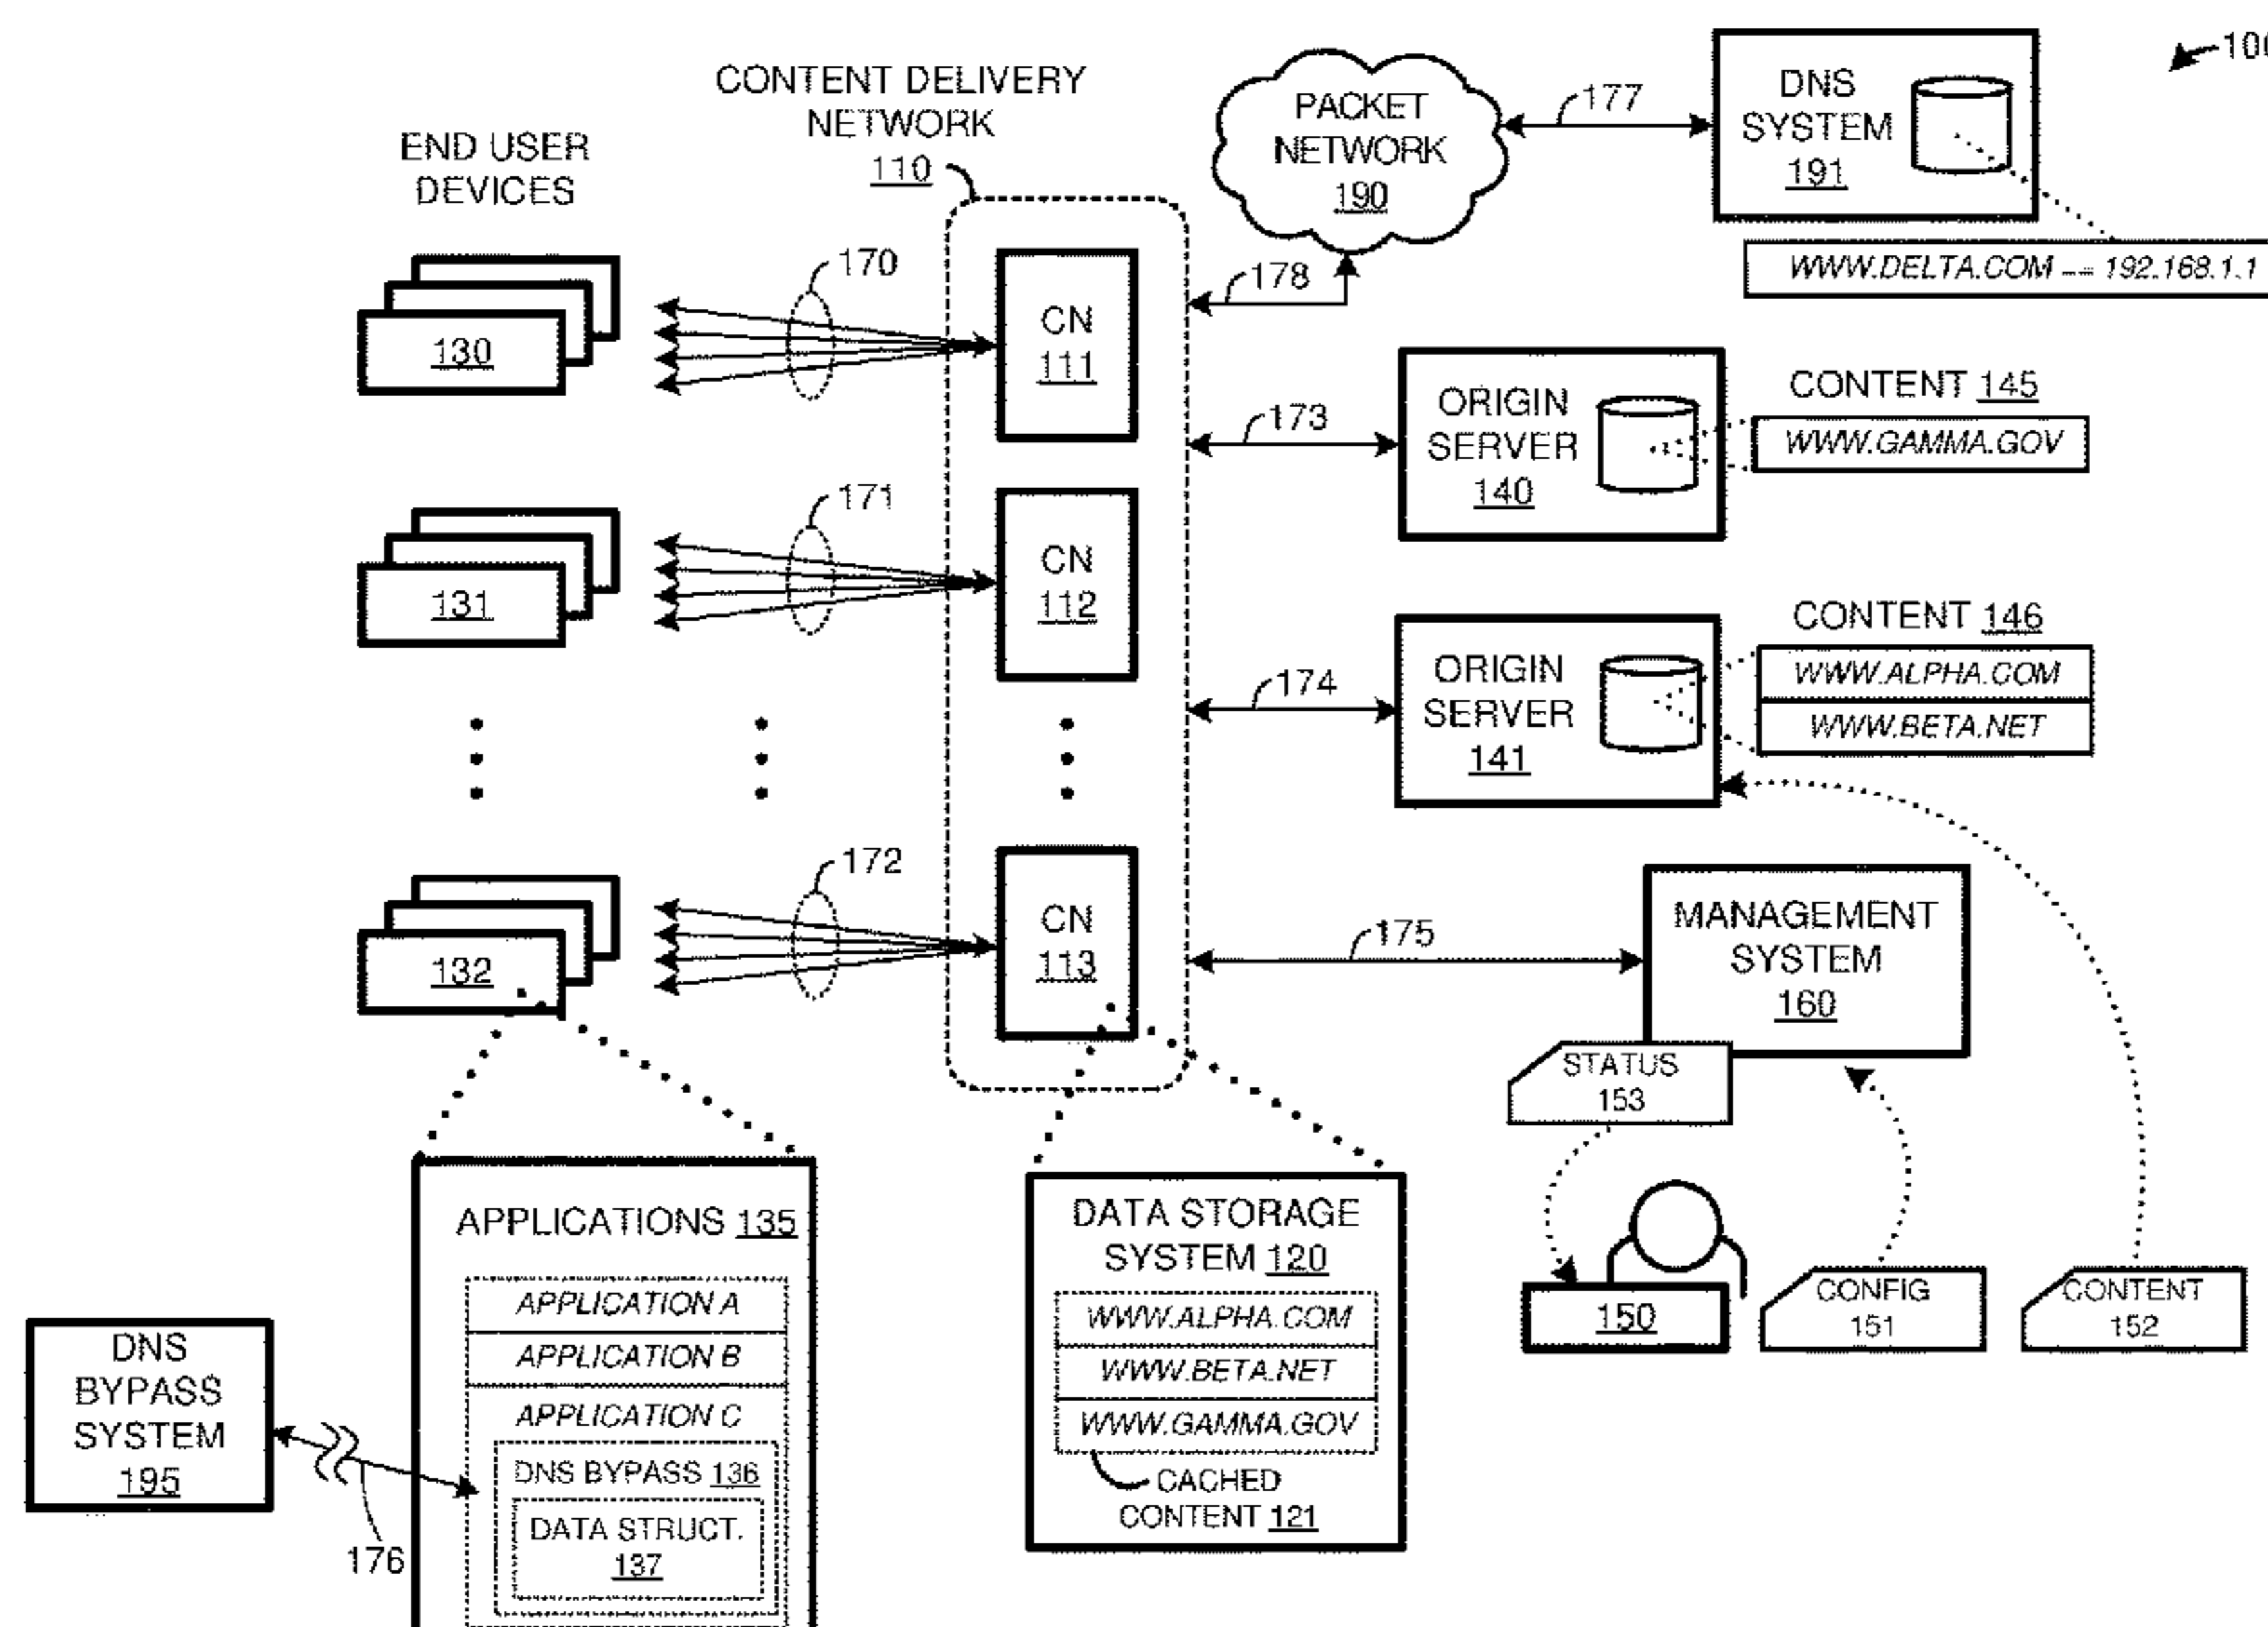 CONTENT DELIVERY
NETWORK
110
END USER
DEVICES
PACKET
NETWORK
190
177
DNS
SYSTEM
191
WWW.DELTA.COM -- 192.168.1.1
178
130
170
CN
111
173
ORIGIN
SERVER
140
CONTENT 145
WWW.GAMMA.GOV
131
171
CN
112
174
ORIGIN
SERVER
141
CONTENT 146
WWW.ALPHA.COM
WWW.BETA.NET
132
172
CN
113
175
MANAGEMENT
SYSTEM
160
STATUS
153
150
CONFIG
151
CONTENT
152
APPLICATIONS 135
APPLICATION A
APPLICATION B
APPLICATION C
DNS BYPASS 136
DATA STRUCT.
137
DATA STORAGE
SYSTEM 120
WWW.ALPHA.COM
WWW.BETA.NET
WWW.GAMMA.GOV
CACHED
CONTENT 121
DNS
BYPASS
SYSTEM
195
176